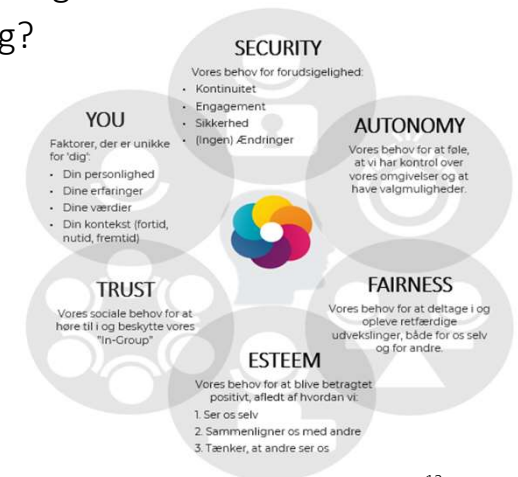 g?
SECURITY
Vores behov for forudsigelighed:
• Kontinuitet
• Engagement
• Sikkerhed
• (Ingen) Ændringer
AUTONOMY
Vores behov for at føle,
at vi har kontrol over
vores omgivelser og at
have valgmuligheder.
FAIRNESS
Vores behov for at deltage i og
opleve retfærdige
udvekslinger, både for os selv
og for andre.
ESTEEM
Vores behov for at blive betragtet
positivt, afledt af hvordan vi:
1. Ser os selv
2. Sammenligner os med andre
3. Tænker, at andre ser os
TRUST
Vores sociale behov for at
høre til i og beskytte vores
"In-Group"
YOU
Faktorer, der er unikke
for 'dig':
• Din personlighed
• Dine erfaringer
• Dine værdier
• Din kontekst (fortid,
nutid, fremtid)